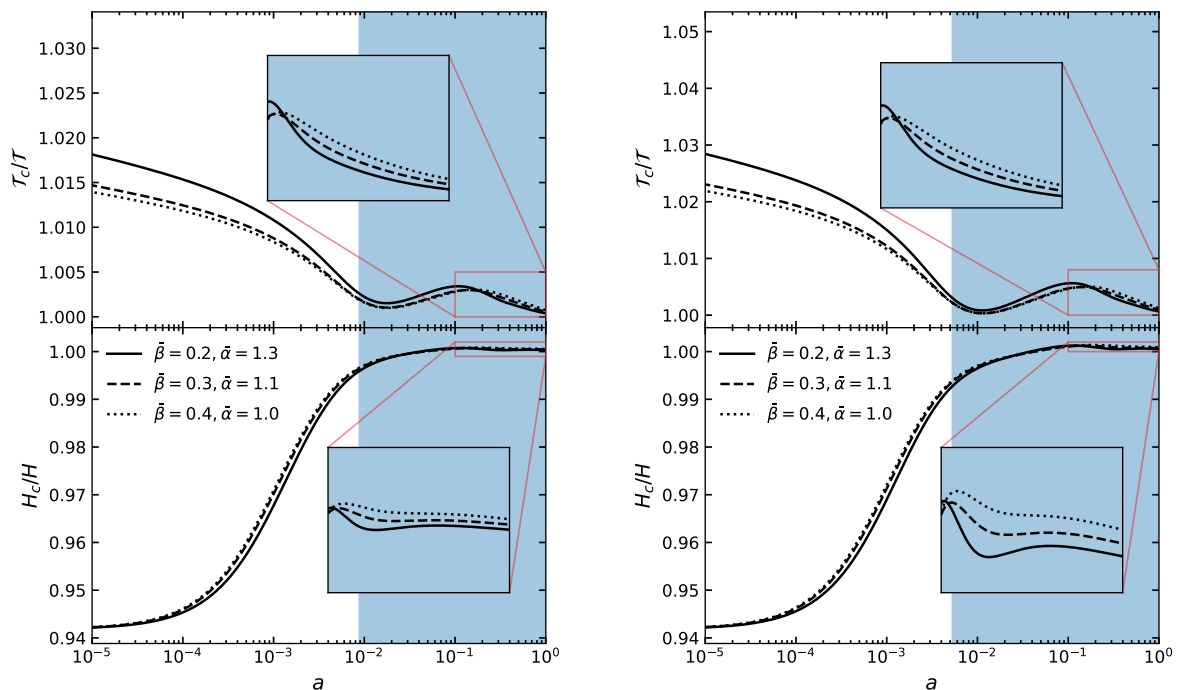 1.030
1.025
1.020
1.015
1.010
1.005
1.000
𝒯c/𝒯
1.00
0.99
0.98
0.97
0.96
0.95
0.94
Hc/H
β̄ = 0.2, ᾱ = 1.3
β̄ = 0.3, ᾱ = 1.1
β̄ = 0.4, ᾱ = 1.0
10⁻⁵ 10⁻⁴ 10⁻³ 10⁻² 10⁻¹ 10⁰
a
1.05
1.04
1.03
1.02
1.01
1.00
𝒯c/𝒯
1.00
0.99
0.98
0.97
0.96
0.95
0.94
Hc/H
β̄ = 0.2, ᾱ = 1.3
β̄ = 0.3, ᾱ = 1.1
β̄ = 0.4, ᾱ = 1.0
10⁻⁵ 10⁻⁴ 10⁻³ 10⁻² 10⁻¹ 10⁰
a